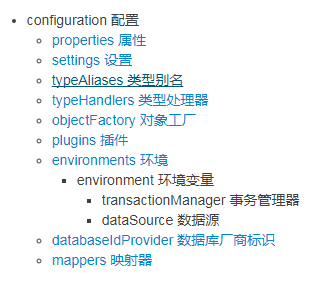 configuration 配置
properties 属性
settings 设置
typeAliases 类型别名
typeHandlers 类型处理器
objectFactory 对象工厂
plugins 插件
environments 环境
environment 环境变量
transactionManager 事务管理器
dataSource 数据源
databaseIdProvider 数据库厂商标识
mappers 映射器